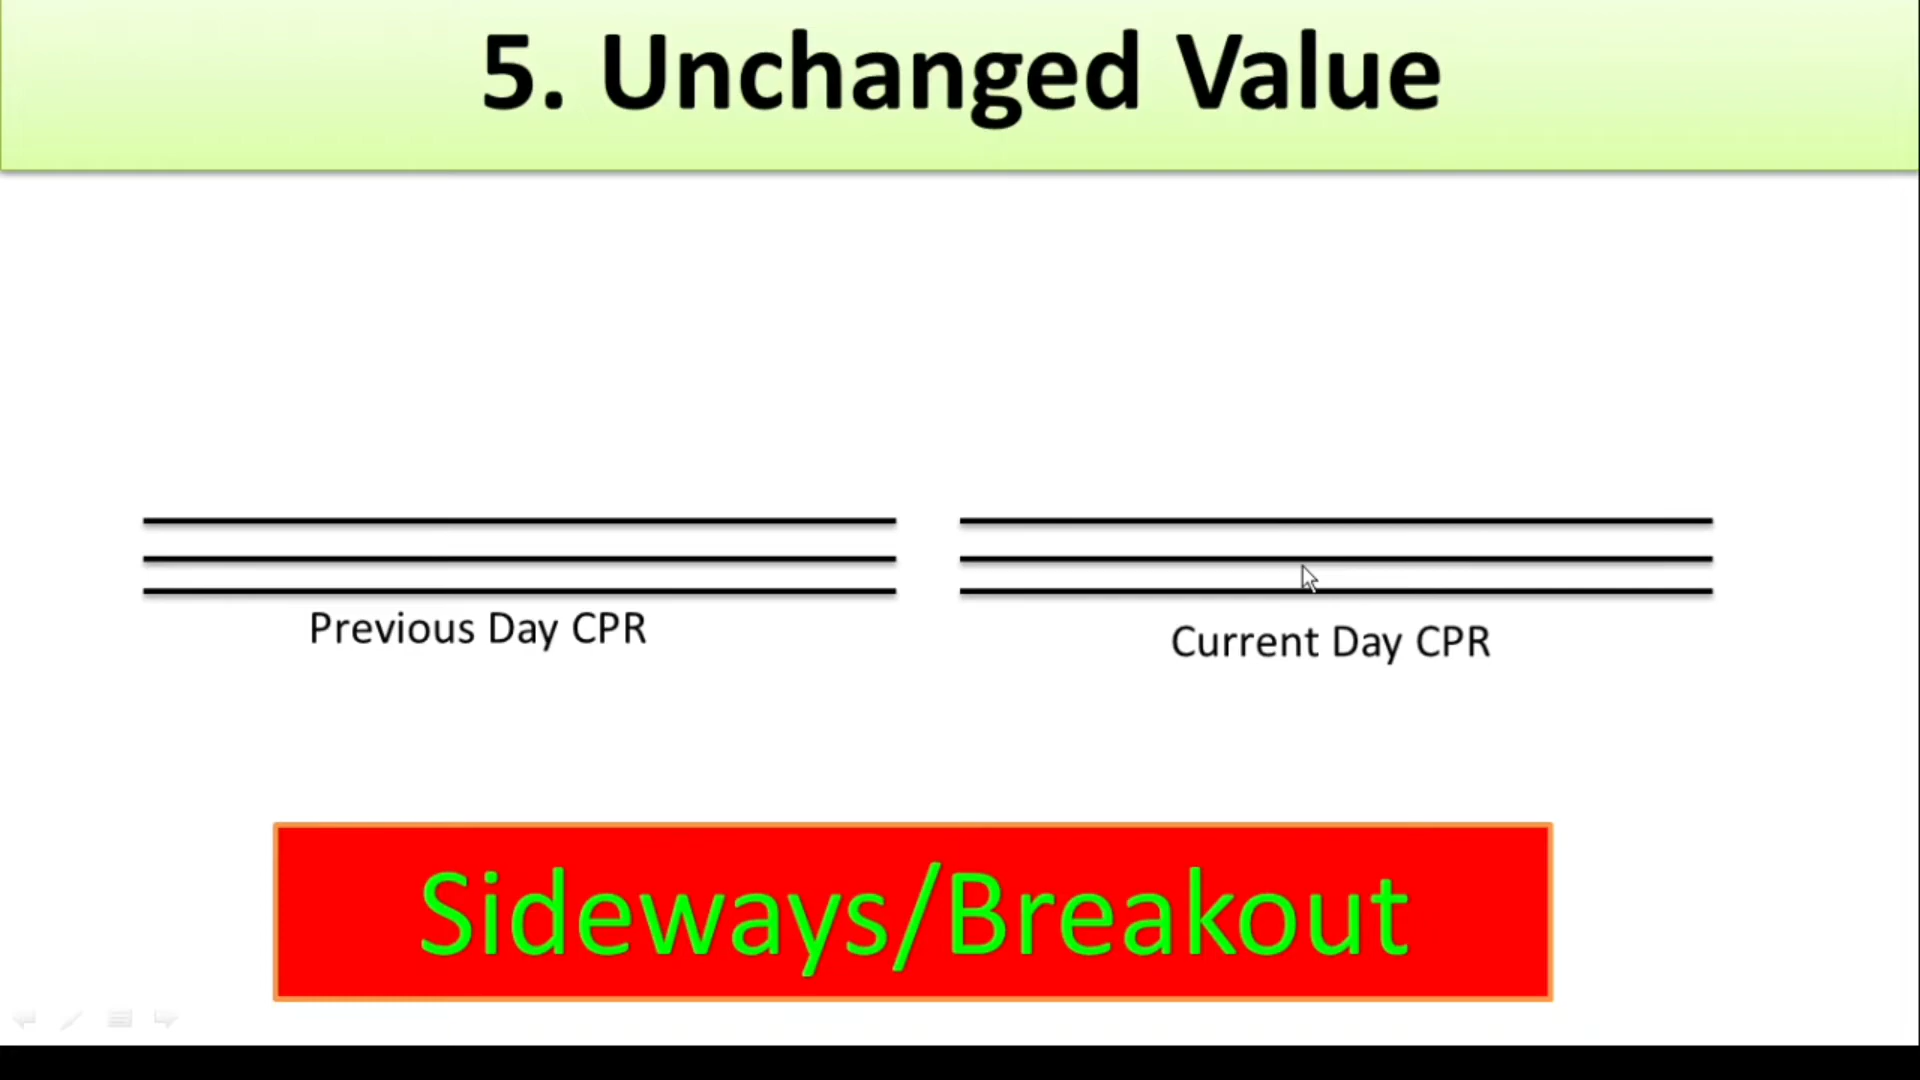 5. Unchanged Value
Previous Day CPR
Current Day CPR
Sideways/Breakout